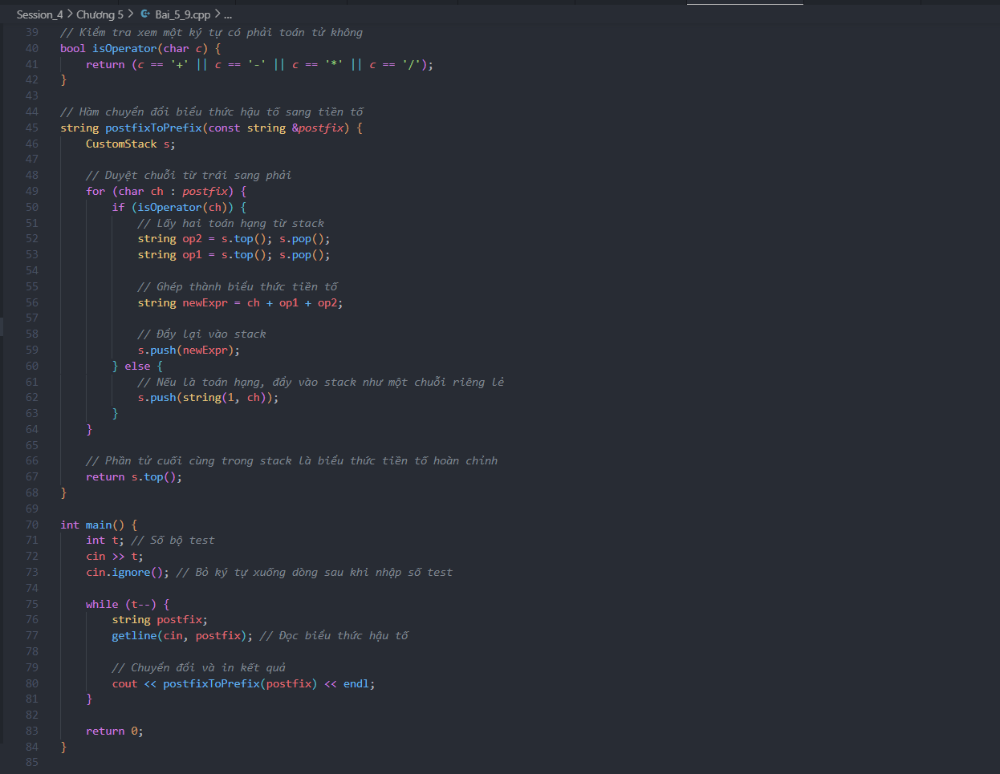 Session_4 > Chương 5 > Bai_5_9.cpp > ...
39 // Kiểm tra xem một ký tự có phải toán tử không
40 bool isOperator(char c) {
41     return (c == '+' || c == '-' || c == '*' || c == '/');
42 }
43
44 // Hàm chuyển đổi biểu thức hậu tố sang tiền tố
45 string postfixToPrefix(const string &postfix) {
46     CustomStack s;
47
48     // Duyệt chuỗi từ trái sang phải
49     for (char ch : postfix) {
50         if (isOperator(ch)) {
51             // Lấy hai toán hạng từ stack
52             string op2 = s.top(); s.pop();
53             string op1 = s.top(); s.pop();
54
55             // Ghép thành biểu thức tiền tố
56             string newExpr = ch + op1 + op2;
57
58             // Đẩy lại vào stack
59             s.push(newExpr);
60         } else {
61             // Nếu là toán hạng, đẩy vào stack như một chuỗi riêng lẻ
62             s.push(string(1, ch));
63         }
64     }
65
66     // Phần tử cuối cùng trong stack là biểu thức tiền tố hoàn chỉnh
67     return s.top();
68 }
69
70 int main() {
71     int t; // Số bộ test
72     cin >> t;
73     cin.ignore(); // Bỏ ký tự xuống dòng sau khi nhập số test
74
75     while (t--) {
76         string postfix;
77         getline(cin, postfix); // Đọc biểu thức hậu tố
78
79         // Chuyển đổi và in kết quả
80         cout << postfixToPrefix(postfix) << endl;
81     }
82
83     return 0;
84 }
85